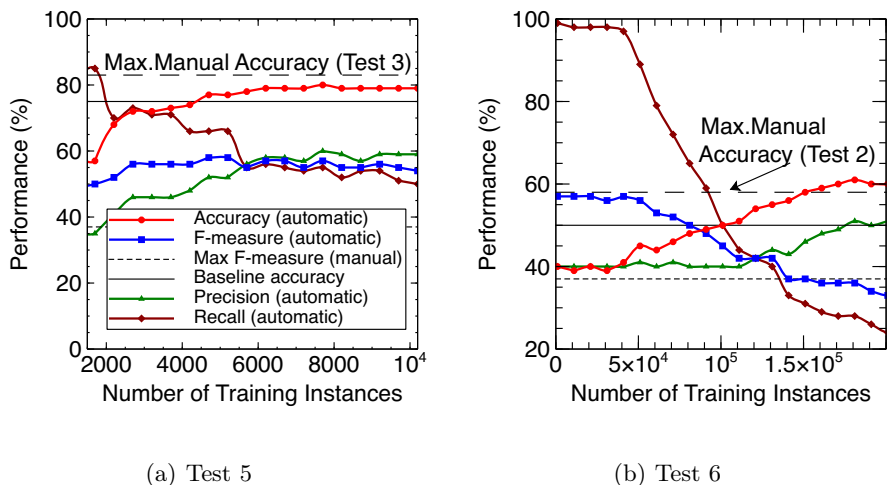 100
80
60
40
20
0
Performance (%)
Max.Manual Accuracy (Test 3)
Accuracy (automatic)
F-measure (automatic)
Max F-measure (manual)
Baseline accuracy
Precision (automatic)
Recall (automatic)
2000 4000 6000 8000 10⁴
Number of Training Instances
(a) Test 5
100
80
60
40
20
Performance (%)
Max.Manual
Accuracy (Test 2)
0 5×10⁴ 10⁵ 1.5×10⁵
Number of Training Instances
(b) Test 6